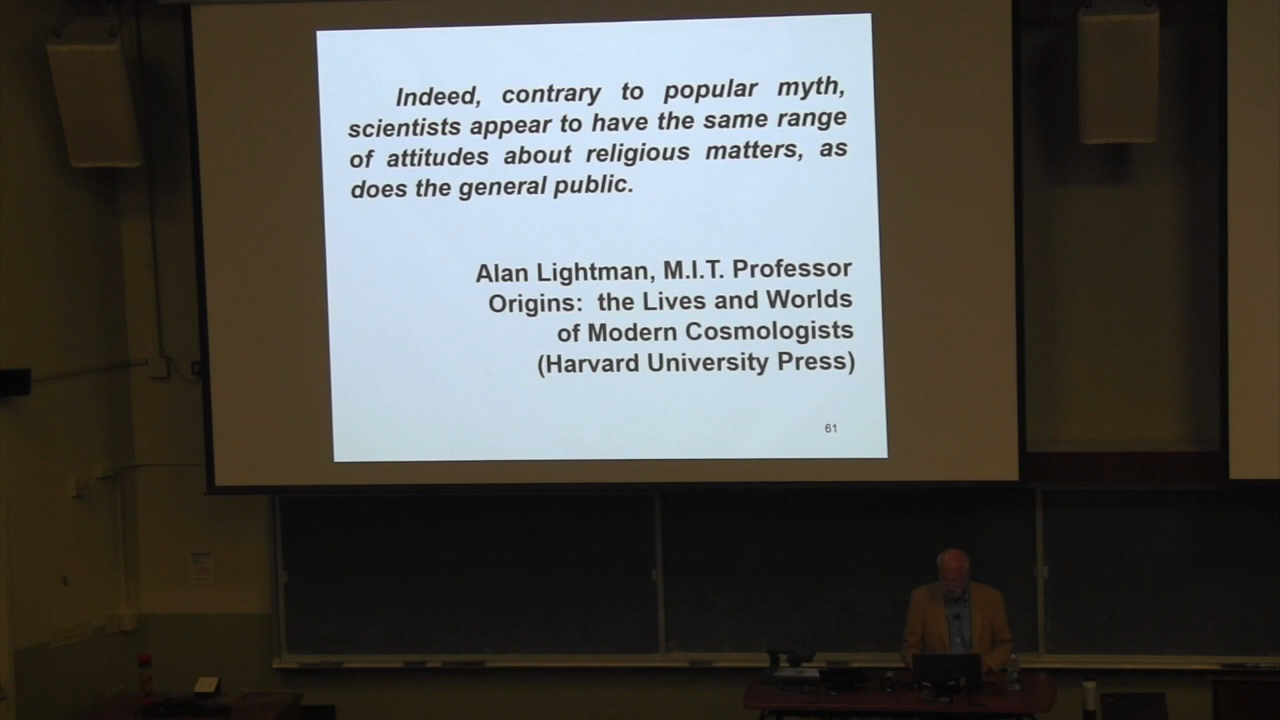 Indeed, contrary to popular myth,
scientists appear to have the same range
of attitudes about religious matters, as
does the general public.
Alan Lightman, M.I.T. Professor
Origins: the Lives and Worlds
of Modern Cosmologists
(Harvard University Press)
61